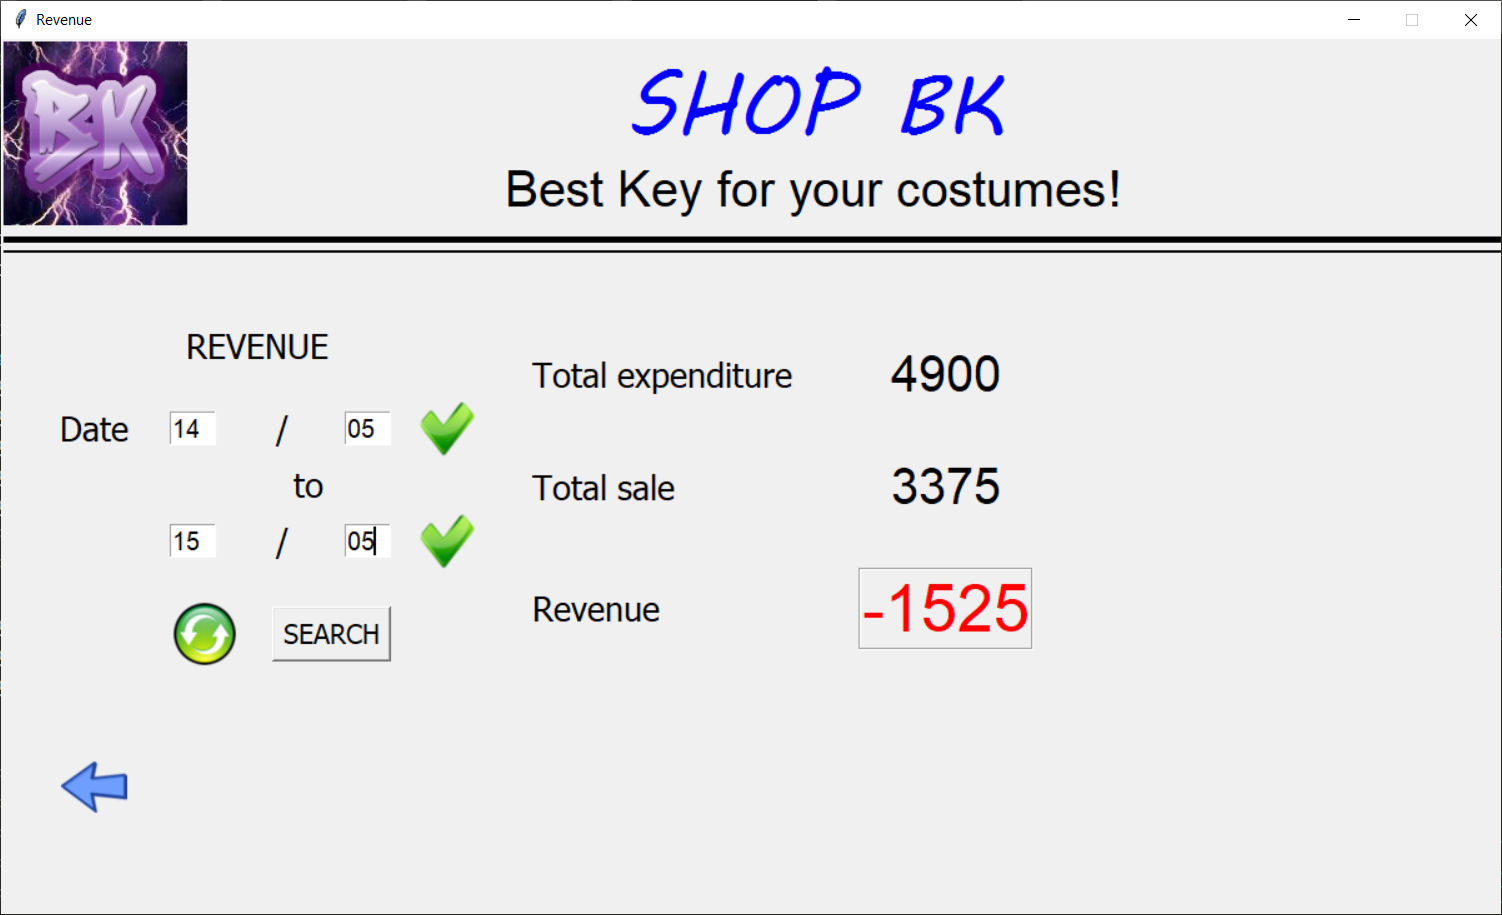 Revenue
BK
SHOP BK
Best Key for your costumes!
REVENUE
Date 14 / 05
to
15 / 05
SEARCH
Total expenditure 4900
Total sale 3375
Revenue -1525